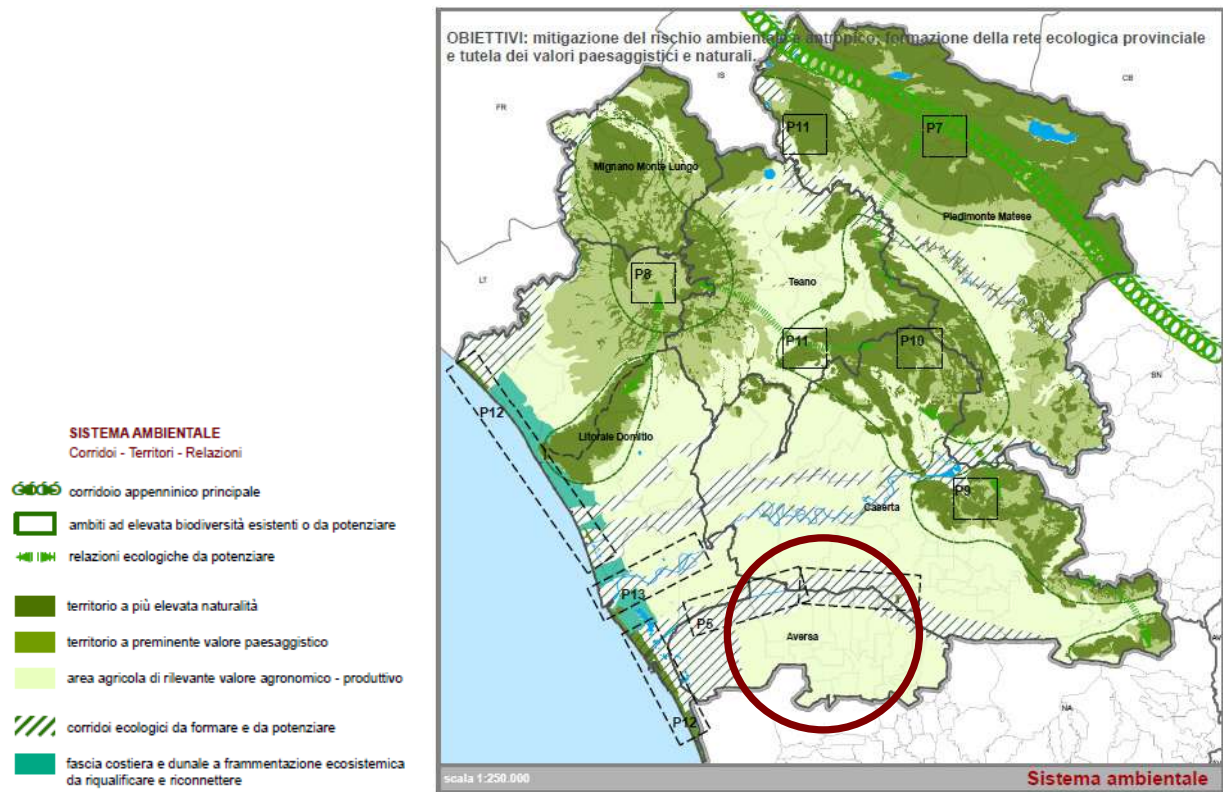 OBIETTIVI: mitigazione del rischio ambientale e antropico; formazione della rete ecologica provinciale
e tutela dei valori paesaggistici e naturali.
IS
CB
FR
P11
P7
Mignano Monte Lungo
Piedimonte Matese
LT
P8
Teano
P11
P10
BN
P12
Litorale Domitio
P9
Caserta
P13
P5
Aversa
AV
NA
P12
scala 1:250.000
Sistema ambientale
SISTEMA AMBIENTALE
Corridoi - Territori - Relazioni
corridoio appenninico principale
ambiti ad elevata biodiversità esistenti o da potenziare
relazioni ecologiche da potenziare
territorio a più elevata naturalità
territorio a preminente valore paesaggistico
area agricola di rilevante valore agronomico - produttivo
corridoi ecologici da formare e da potenziare
fascia costiera e dunale a frammentazione ecosistemica
da riqualificare e riconnettere